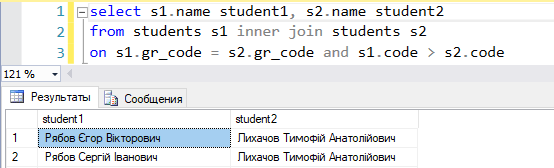 1 select s1.name student1, s2.name student2
2 from students s1 inner join students s2
3 on s1.gr_code = s2.gr_code and s1.code > s2.code
121 %
Результаты Сообщения
student1 student2
1 Рябов Єгор Вікторович Лихачов Тимофій Анатолійович
2 Рябов Сергій Іванович Лихачов Тимофій Анатолійович